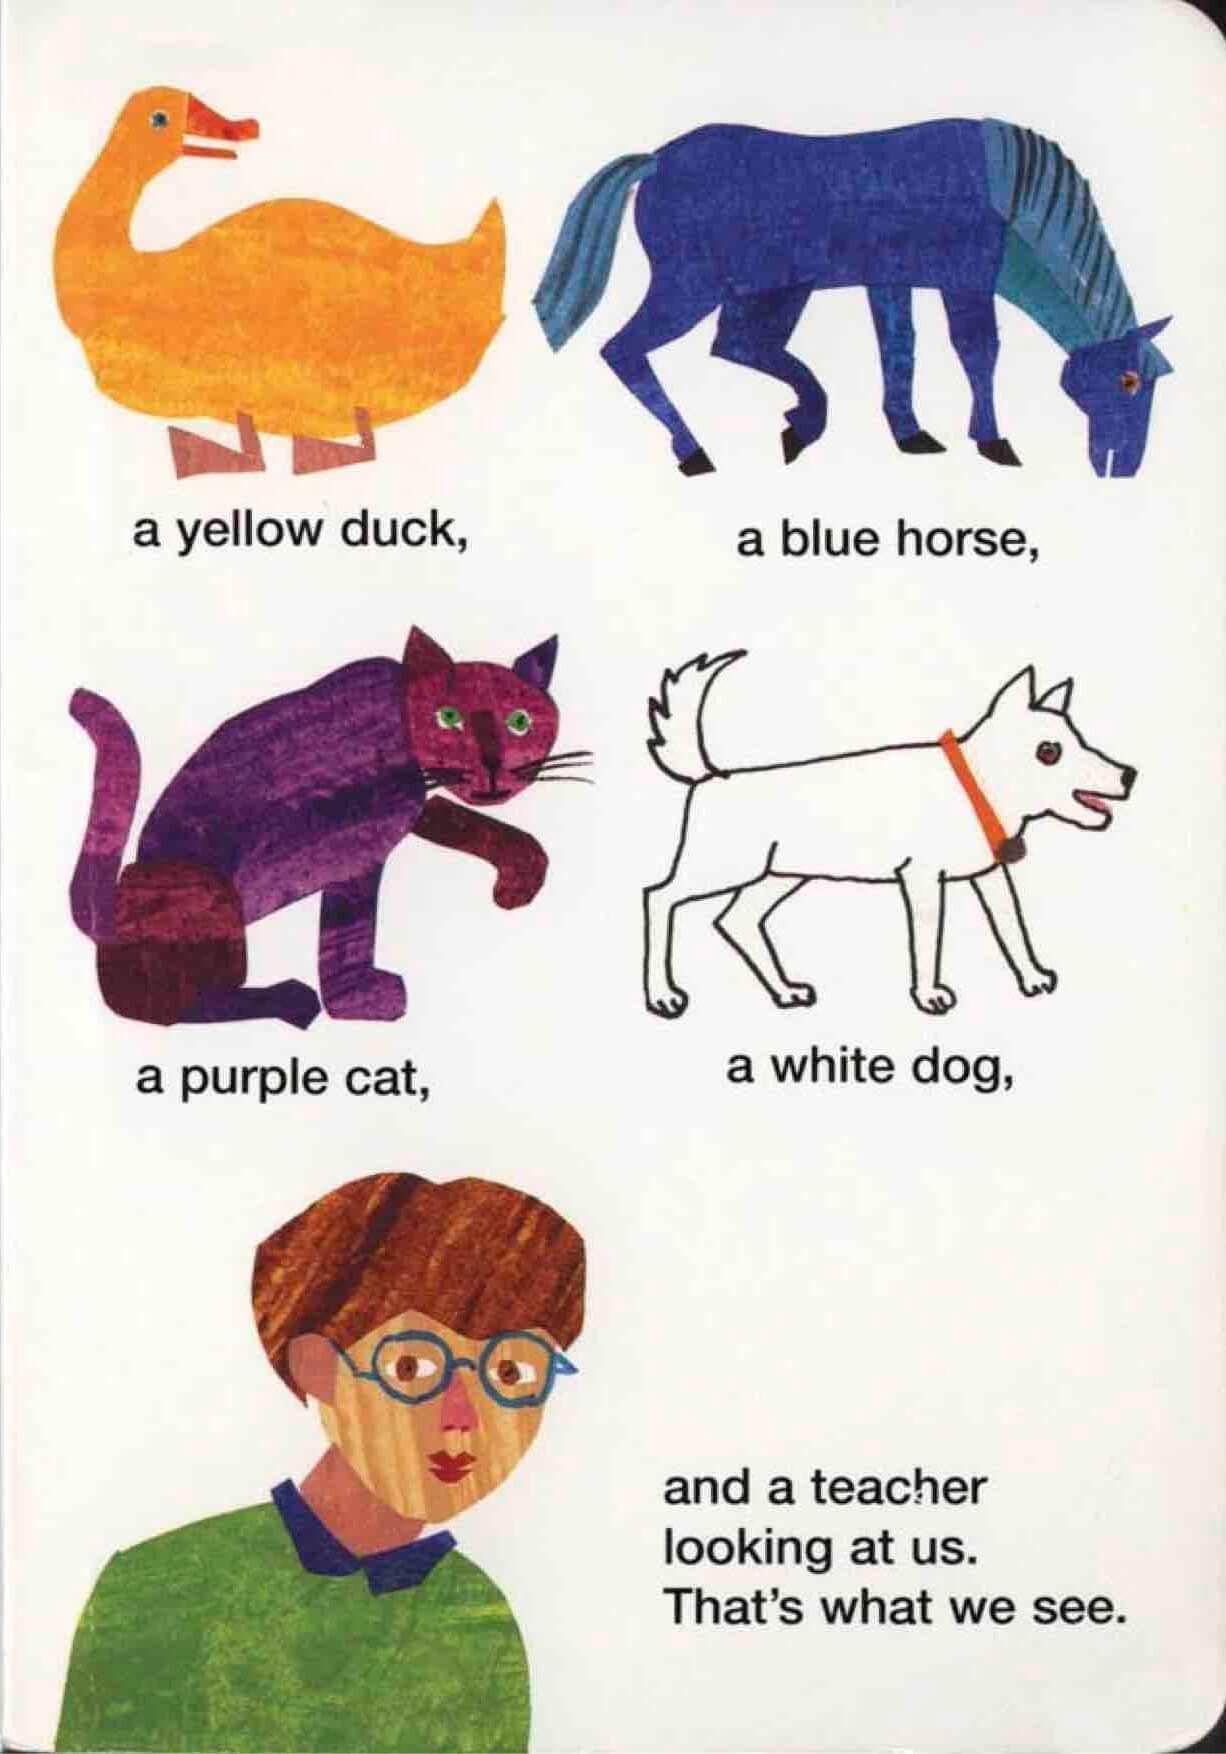 a yellow duck,
a blue horse,
a purple cat,
a white dog,
and a teacher
looking at us.
That's what we see.